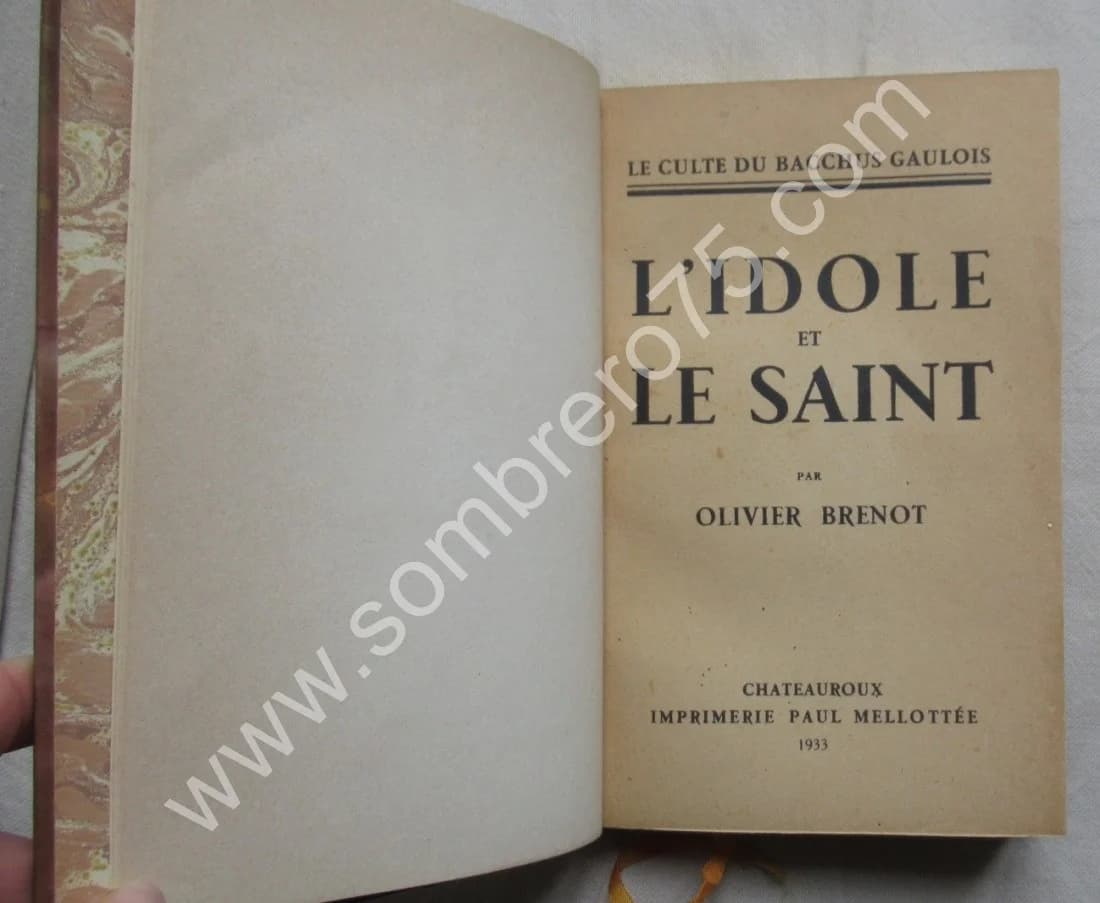 LE CULTE DU BACCHUS GAULOIS
L'IDOLE
ET
LE SAINT
PAR
OLIVIER BRENOT
CHATEAUROUX
IMPRIMERIE PAUL MELLOTTÉE
1933
www.sombrero75.com